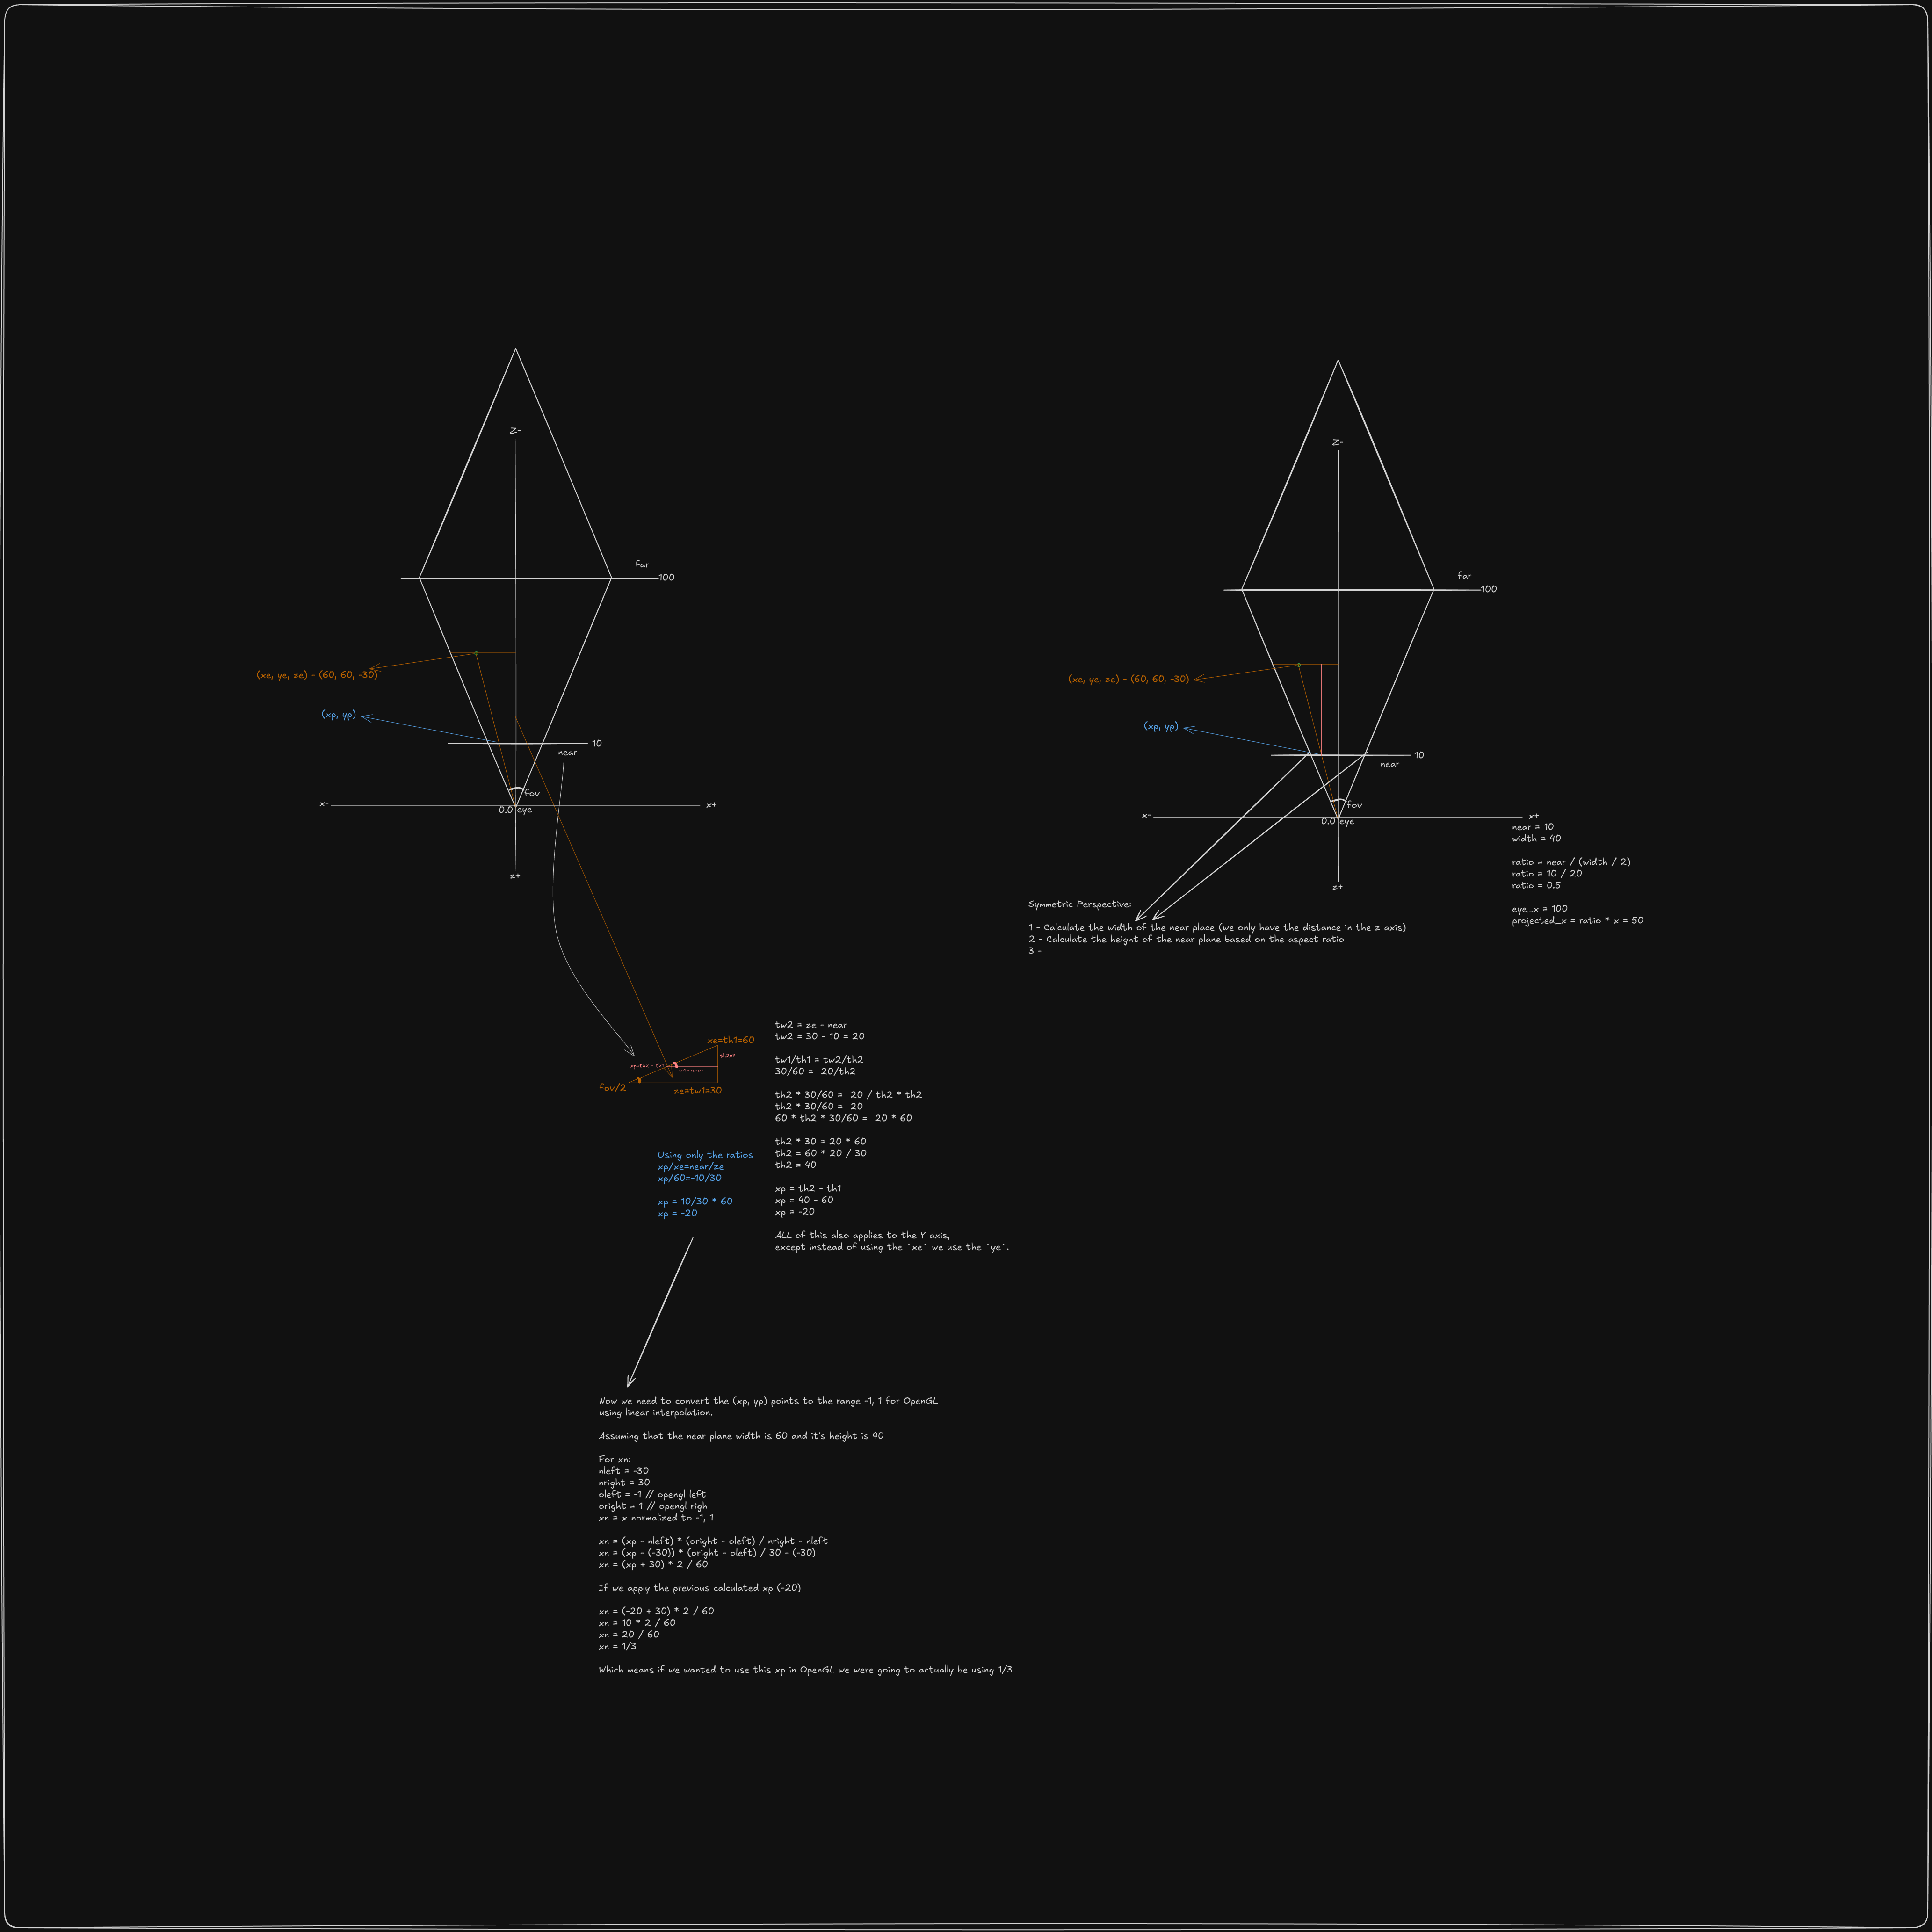 Z-
far
100
(xe, ye, ze) - (60, 60, -30)
(xp, yp)
10
near
fov
x-
0.0 eye
x+
z+
Z-
far
100
(xe, ye, ze) - (60, 60, -30)
(xp, yp)
10
near
fov
x-
0.0 eye
x+
z+
near = 10
width = 40
ratio = near / (width / 2)
ratio = 10 / 20
ratio = 0.5
eye_x = 100
projected_x = ratio * x = 50
Symmetric Perspective:
1 - Calculate the width of the near place (we only have the distance in the z axis)
2 - Calculate the height of the near plane based on the aspect ratio
3 -
xe=th1=60
th2=?
xp=th2 - th1
fov/2
ze=tw1=30
tw2 = ze - near
tw2 = 30 - 10 = 20
tw1/th1 = tw2/th2
30/60 =  20/th2
th2 * 30/60 =  20 / th2 * th2
th2 * 30/60 =  20
60 * th2 * 30/60 =  20 * 60
th2 * 30 = 20 * 60
th2 = 60 * 20 / 30
th2 = 40
xp = th2 - th1
xp = 40 - 60
xp = -20
ALL of this also applies to the Y axis,
except instead of using the `xe` we use the `ye`.
Using only the ratios
xp/xe=near/ze
xp/60=-10/30
xp = 10/30 * 60
xp = -20
Now we need to convert the (xp, yp) points to the range -1, 1 for OpenGL
using linear interpolation.
Assuming that the near plane width is 60 and it's height is 40
For xn:
nleft = -30
nright = 30
oleft = -1 // opengl left
oright = 1 // opengl righ
xn = x normalized to -1, 1
xn = (xp - nleft) * (oright - oleft) / nright - nleft
xn = (xp - (-30)) * (oright - oleft) / 30 - (-30)
xn = (xp + 30) * 2 / 60
If we apply the previous calculated xp (-20)
xn = (-20 + 30) * 2 / 60
xn = 10 * 2 / 60
xn = 20 / 60
xn = 1/3
Which means if we wanted to use this xp in OpenGL we were going to actually be using 1/3